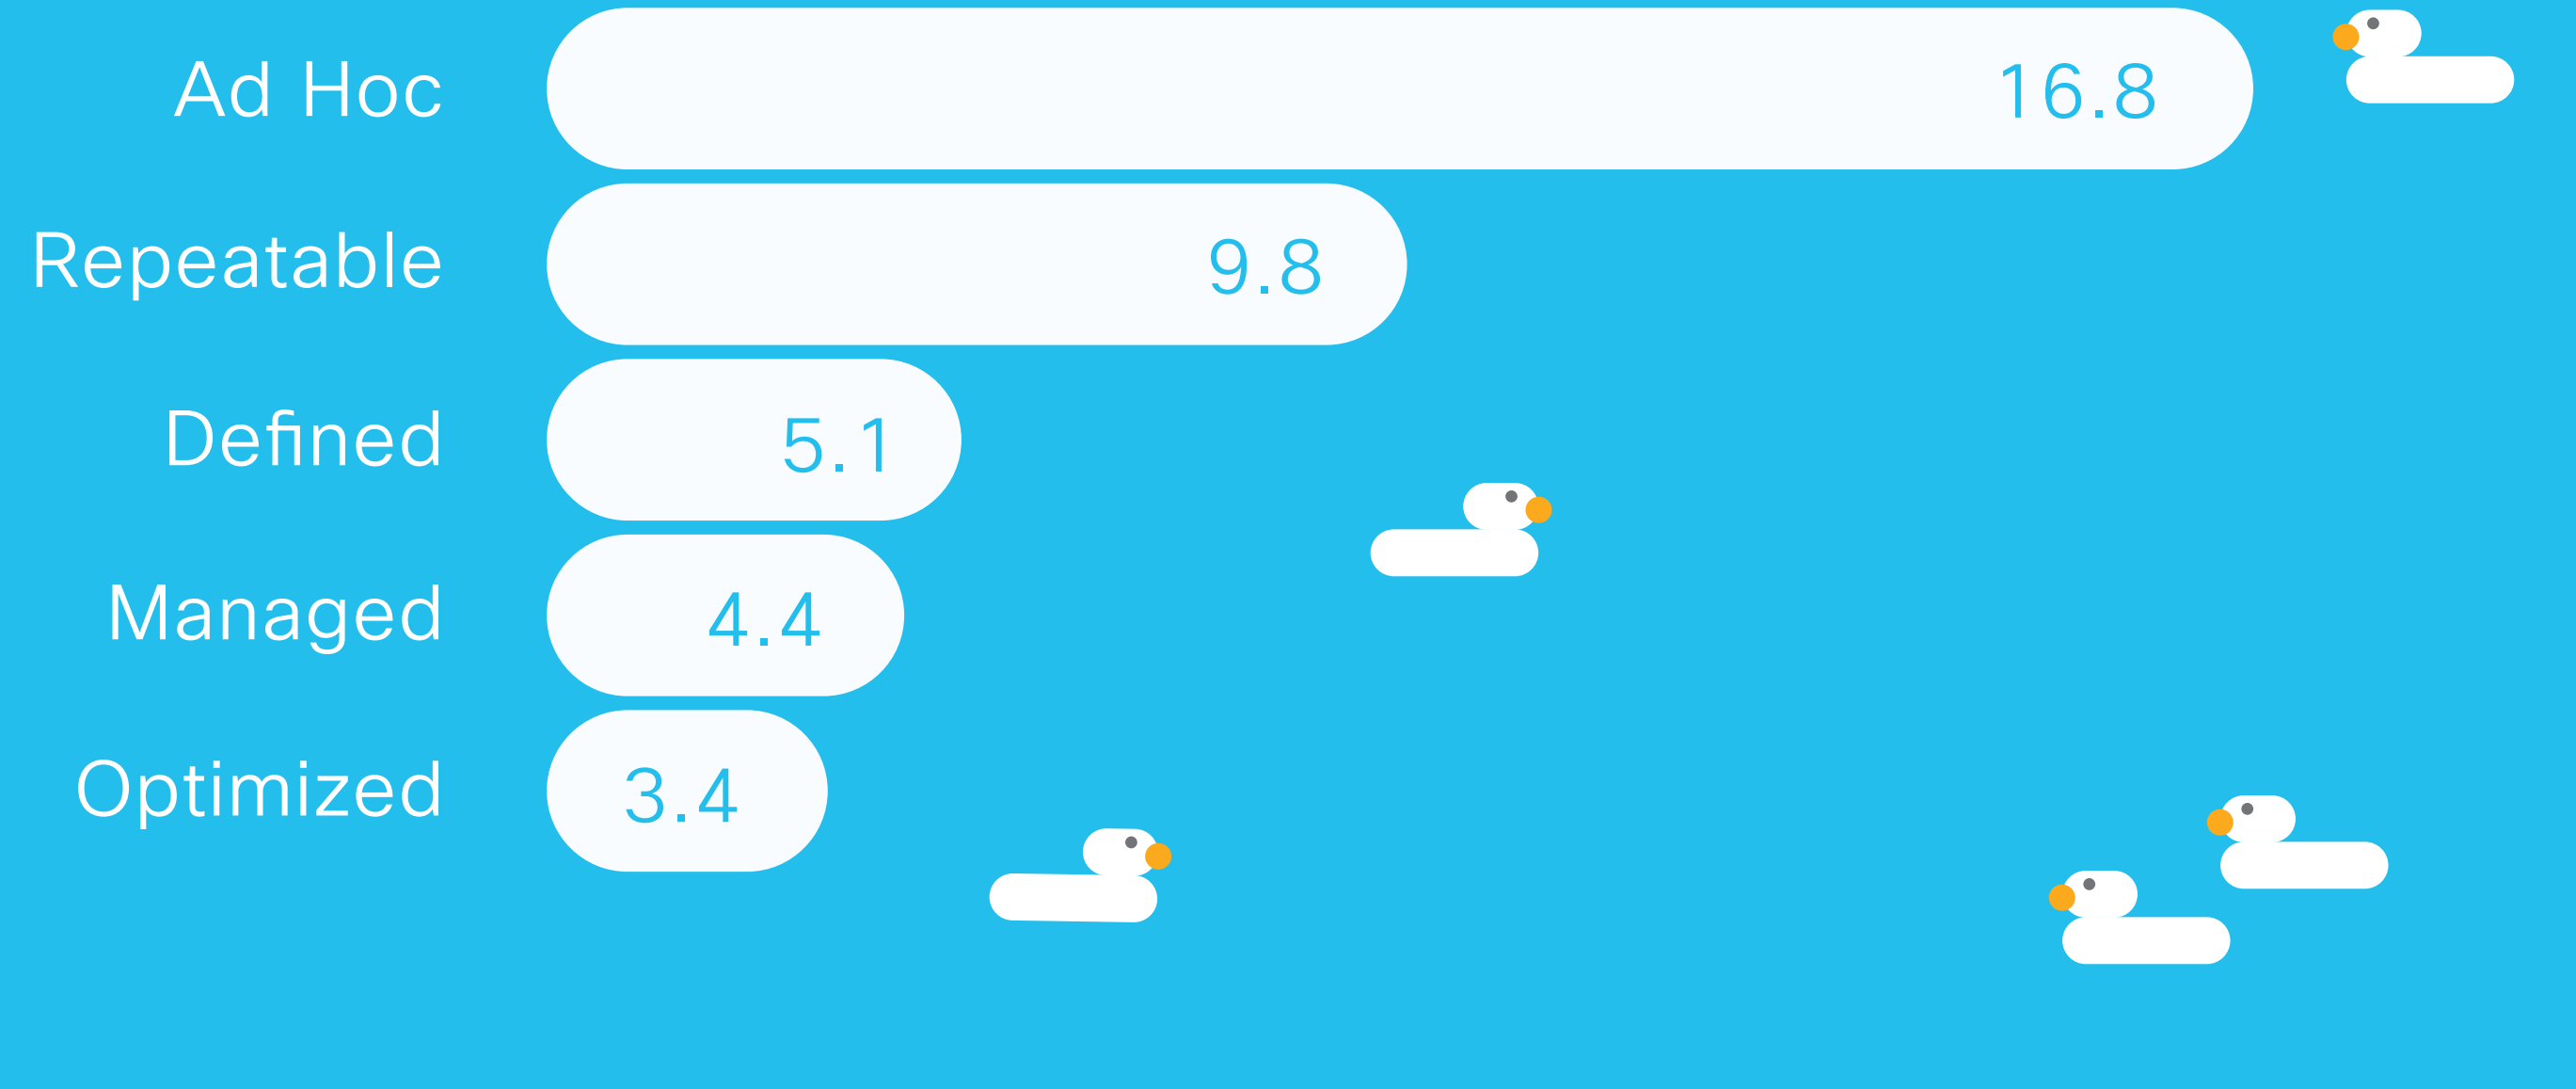 Ad Hoc 16.8
Repeatable 9.8
Defined 5.1
Managed 4.4
Optimized 3.4